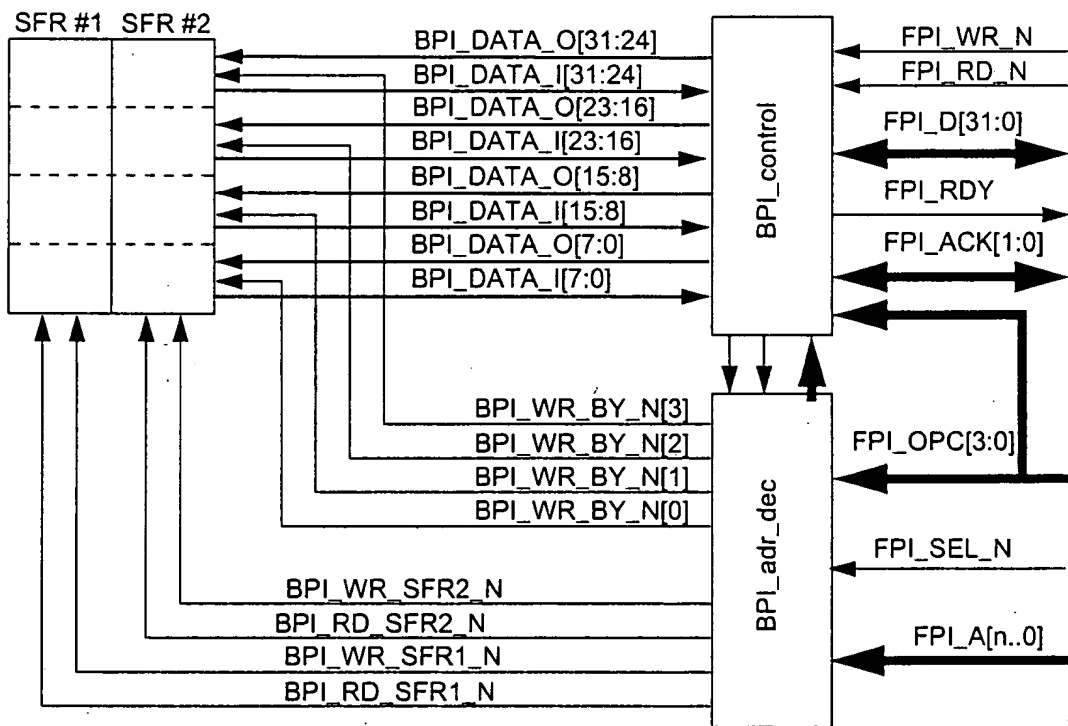 SFR #1 SFR #2
BPI_DATA_O[31:24]
BPI_DATA_I[31:24]
BPI_DATA_O[23:16]
BPI_DATA_I[23:16]
BPI_DATA_O[15:8]
BPI_DATA_I[15:8]
BPI_DATA_O[7:0]
BPI_DATA_I[7:0]
BPI_control
FPI_WR_N
FPI_RD_N
FPI_D[31:0]
FPI_RDY
FPI_ACK[1:0]
BPI_WR_BY_N[3]
BPI_WR_BY_N[2]
BPI_WR_BY_N[1]
BPI_WR_BY_N[0]
BPI_WR_SFR2_N
BPI_RD_SFR2_N
BPI_WR_SFR1_N
BPI_RD_SFR1_N
BPI_adr_dec
FPI_OPC[3:0]
FPI_SEL_N
FPI_A[n..0]